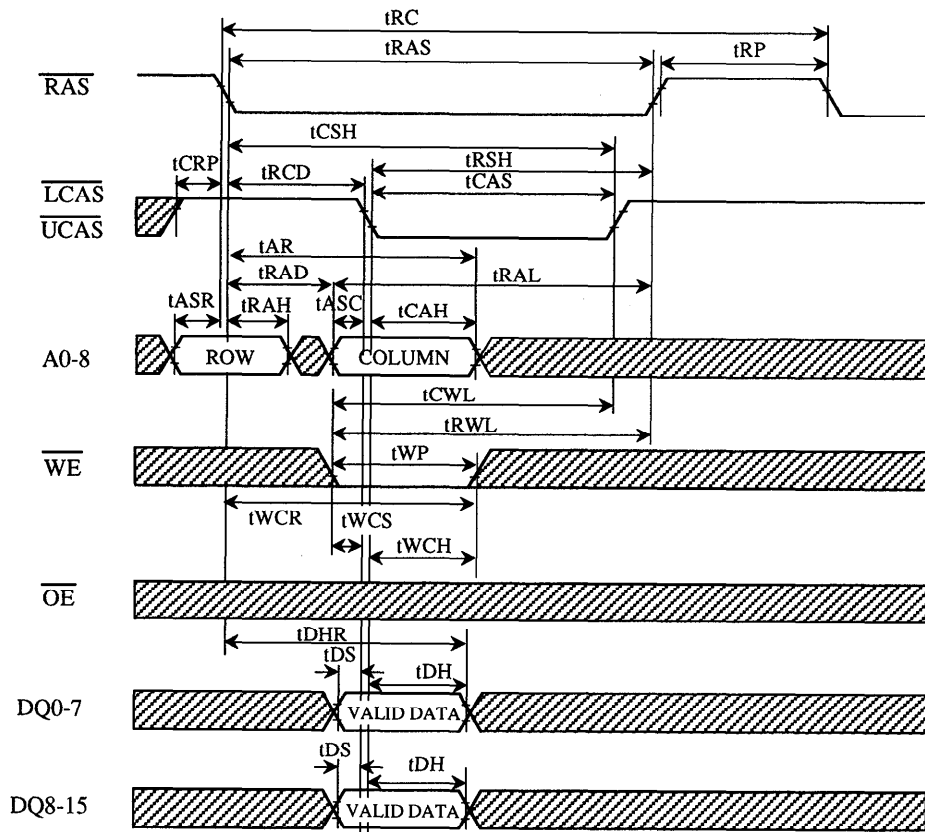 tRC
tRAS
tRP
RAS
tCSH
tCRP
tRCD
tRSH
tCAS
LCAS
UCAS
tAR
tRAD
tRAL
tASR
tRAH
tASC
tCAH
A0-8
ROW
COLUMN
tCWL
tRWL
WE
tWP
tWCR
tWCS
tWCH
OE
tDHR
tDS
tDH
DQ0-7
VALID DATA
tDS
tDH
DQ8-15
VALID DATA